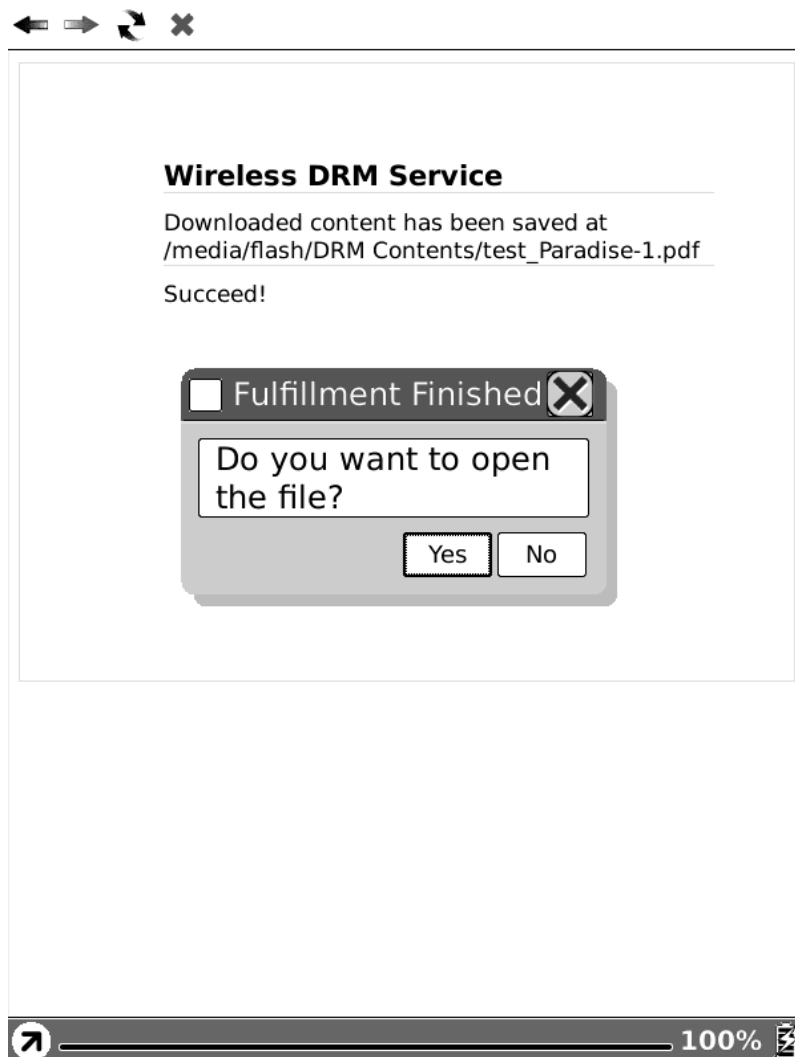 Wireless DRM Service
Downloaded content has been saved at
/media/flash/DRM Contents/test_Paradise-1.pdf
Succeed!
Fulfillment Finished
Do you want to open
the file?
Yes No
100%